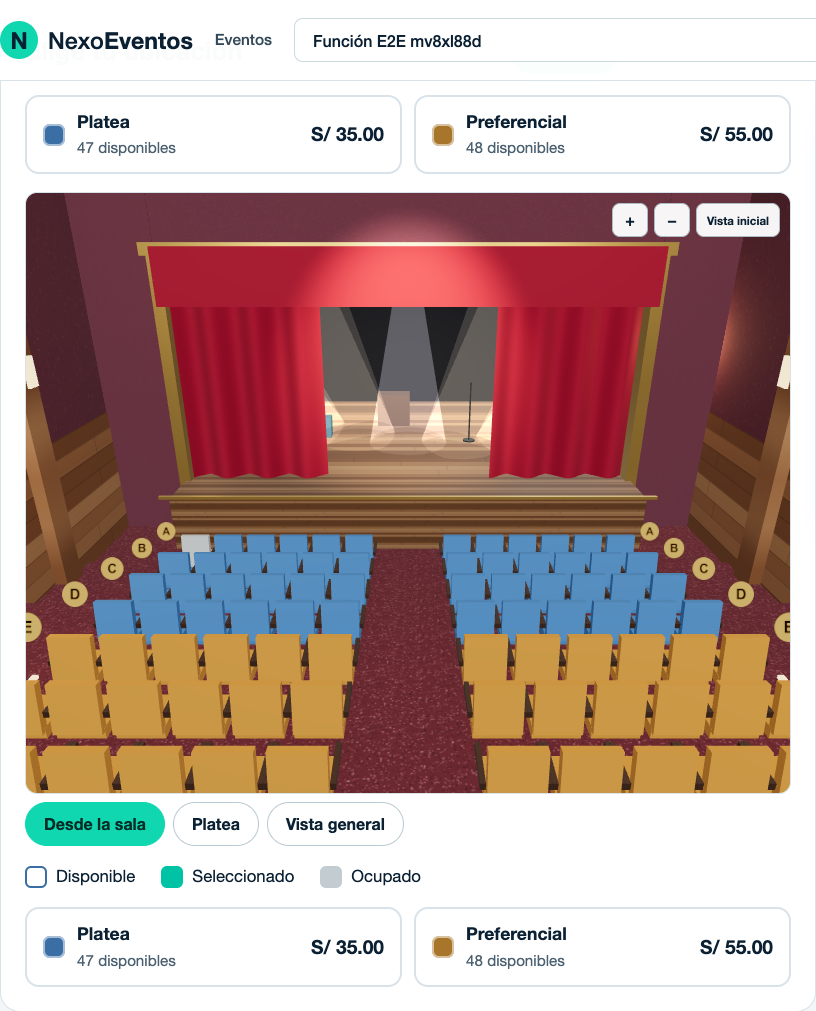 N NexoEventos Eventos Función E2E mv8xl88d
Platea
47 disponibles
S/ 35.00
Preferencial
48 disponibles
S/ 55.00
+ − Vista inicial
A A
B B
C C
D D
E E
Desde la sala Platea Vista general
Disponible Seleccionado Ocupado
Platea
47 disponibles
S/ 35.00
Preferencial
48 disponibles
S/ 55.00